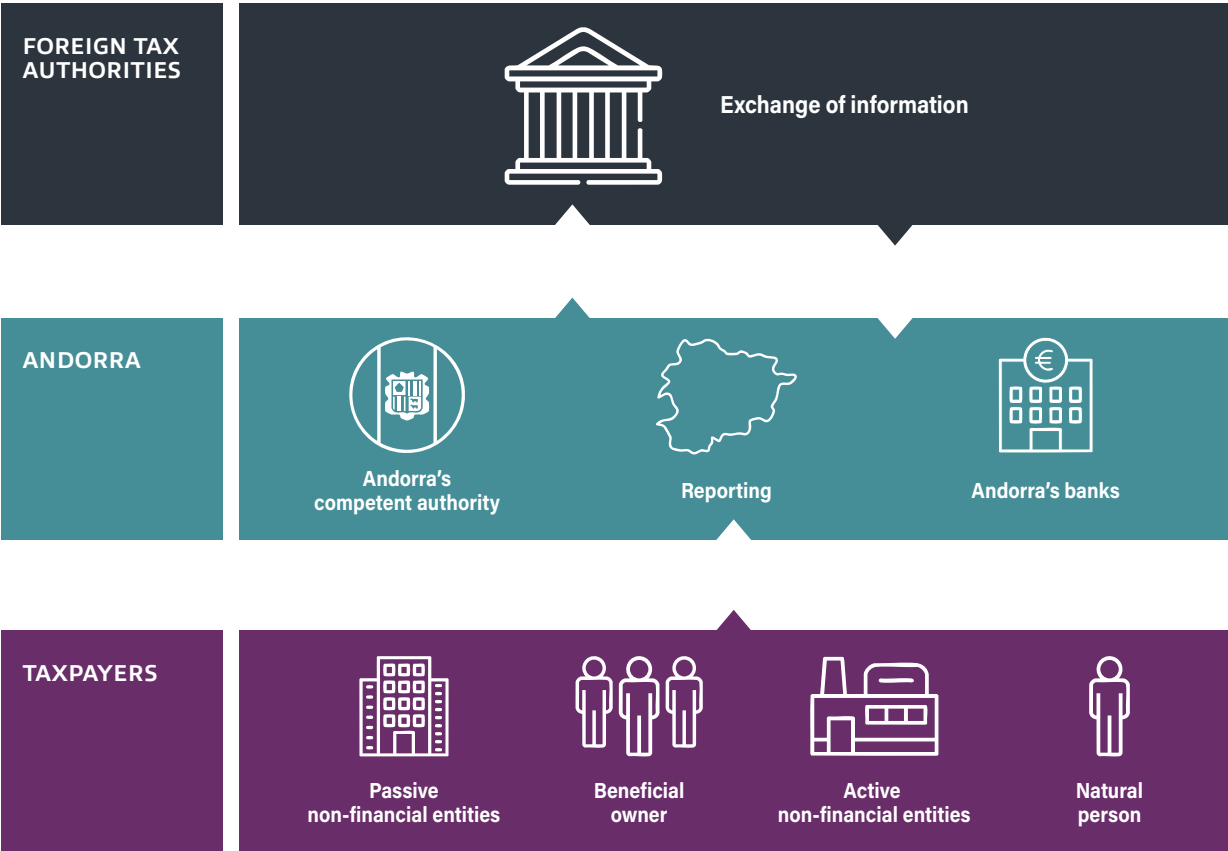 FOREIGN TAX
AUTHORITIES
Exchange of information
ANDORRA
€
Andorra’s
competent authority
Reporting
Andorra’s banks
TAXPAYERS
Passive
non-financial entities
Beneficial
owner
Active
non-financial entities
Natural
person